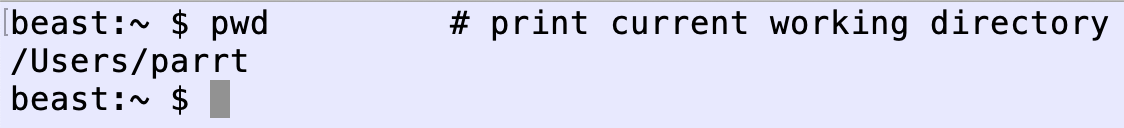 beast:~ $ pwd         # print current working directory
/Users/parrt
beast:~ $